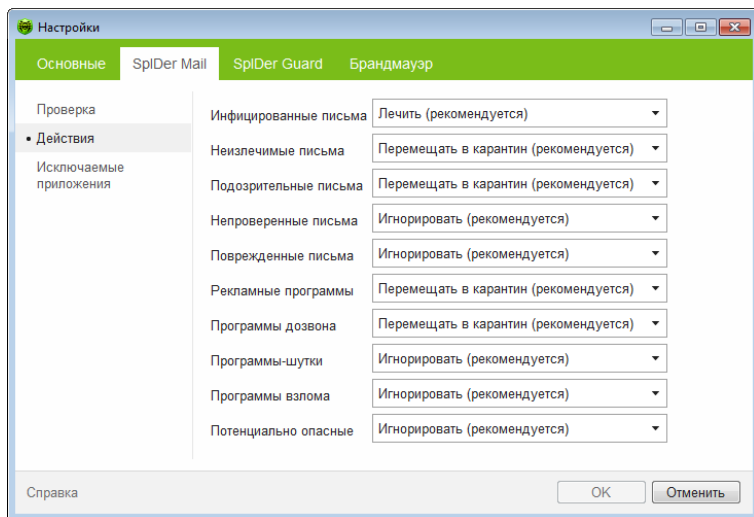 Настройки
Основные SpIDer Mail SpIDer Guard Брандмауэр
Проверка
• Действия
Исключаемые
приложения
Инфицированные письма Лечить (рекомендуется)
Неизлечимые письма Перемещать в карантин (рекомендуется)
Подозрительные письма Перемещать в карантин (рекомендуется)
Непроверенные письма Игнорировать (рекомендуется)
Поврежденные письма Игнорировать (рекомендуется)
Рекламные программы Перемещать в карантин (рекомендуется)
Программы дозвона Перемещать в карантин (рекомендуется)
Программы-шутки Игнорировать (рекомендуется)
Программы взлома Игнорировать (рекомендуется)
Потенциально опасные Игнорировать (рекомендуется)
Справка OK Отменить